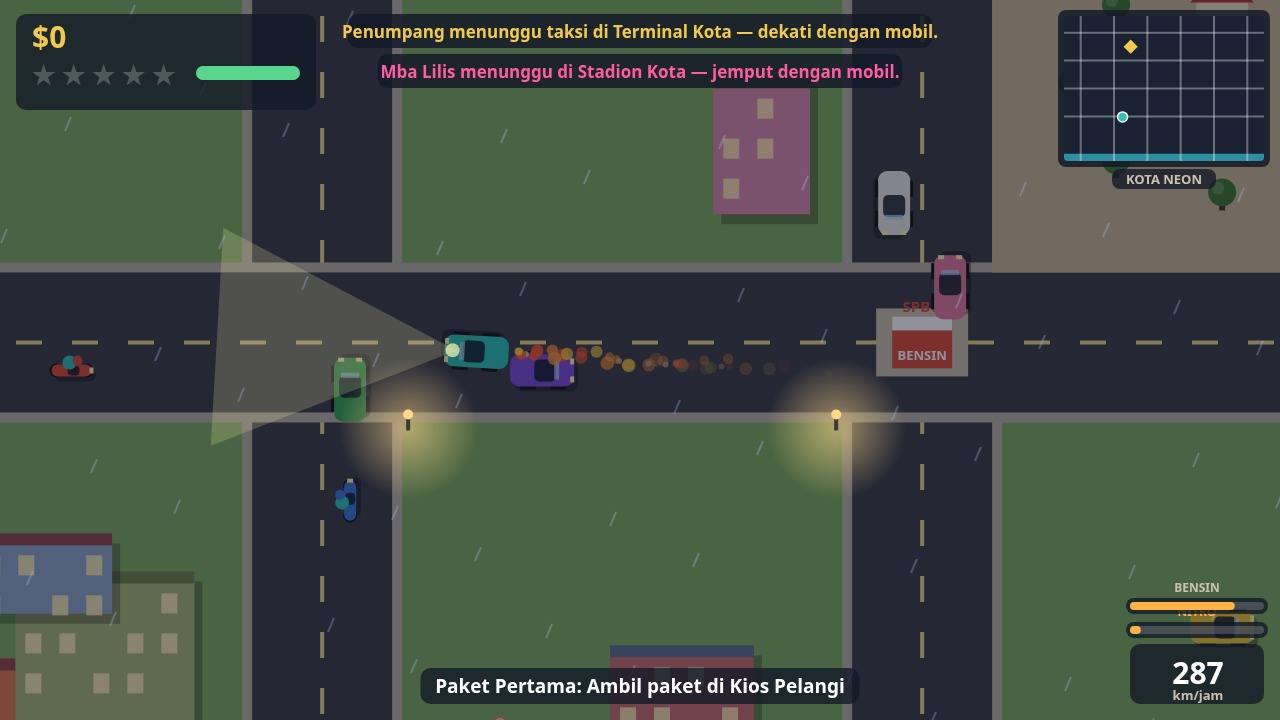 $0
Penumpang menunggu taksi di Terminal Kota — dekati dengan mobil.
Mba Lilis menunggu di Stadion Kota — jemput dengan mobil.
KOTA NEON
SPB
BENSIN
BENSIN
NITRO
287
km/jam
Paket Pertama: Ambil paket di Kios Pelangi